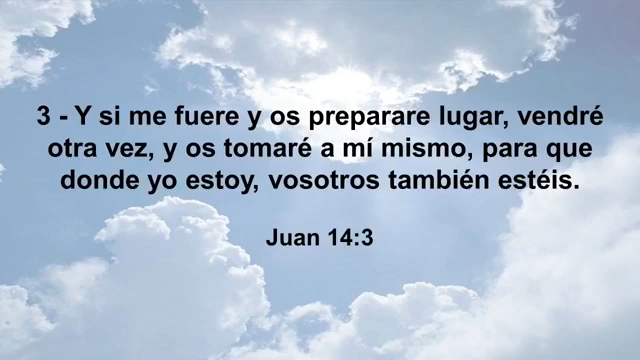 3 - Y si me fuere y os preparare lugar, vendré
otra vez, y os tomaré a mí mismo, para que
donde yo estoy, vosotros también estéis.
Juan 14:3